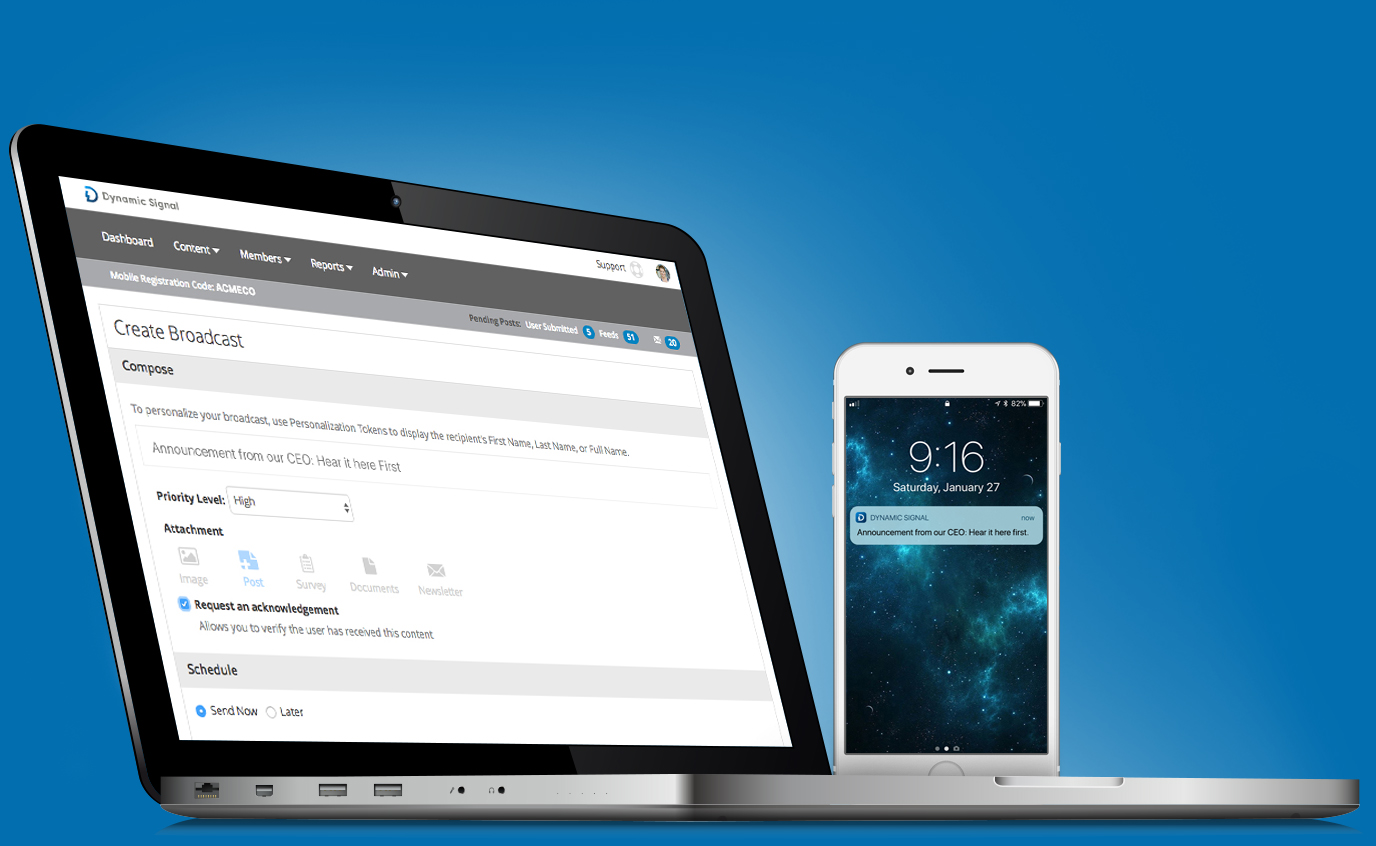 Dynamic Signal
Support
Dashboard Content Members Reports Admin
Mobile Registration Code: ACMECO
Pending Posts: User Submitted 5 Feeds 51 20
Create Broadcast
Compose
To personalize your broadcast, use Personalization Tokens to display the recipient's First Name, Last Name, or Full Name.
Announcement from our CEO: Hear it here First
Priority Level: High
Attachment
Image Post Survey Documents Newsletter
Request an acknowledgement
Allows you to verify the user has received this content
Schedule
Send Now Later
82%
9:16
Saturday, January 27
DYNAMIC SIGNAL now
Announcement from our CEO: Hear it here first.